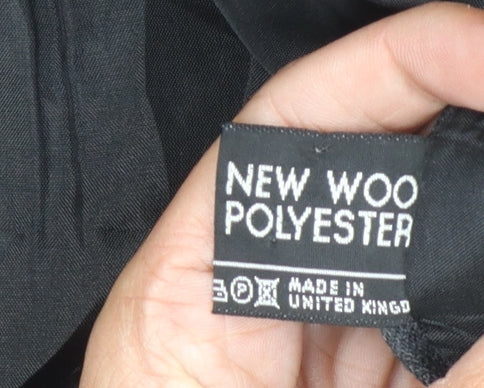 NEW WOO
POLYESTER
P MADE IN
UNITED KINGD